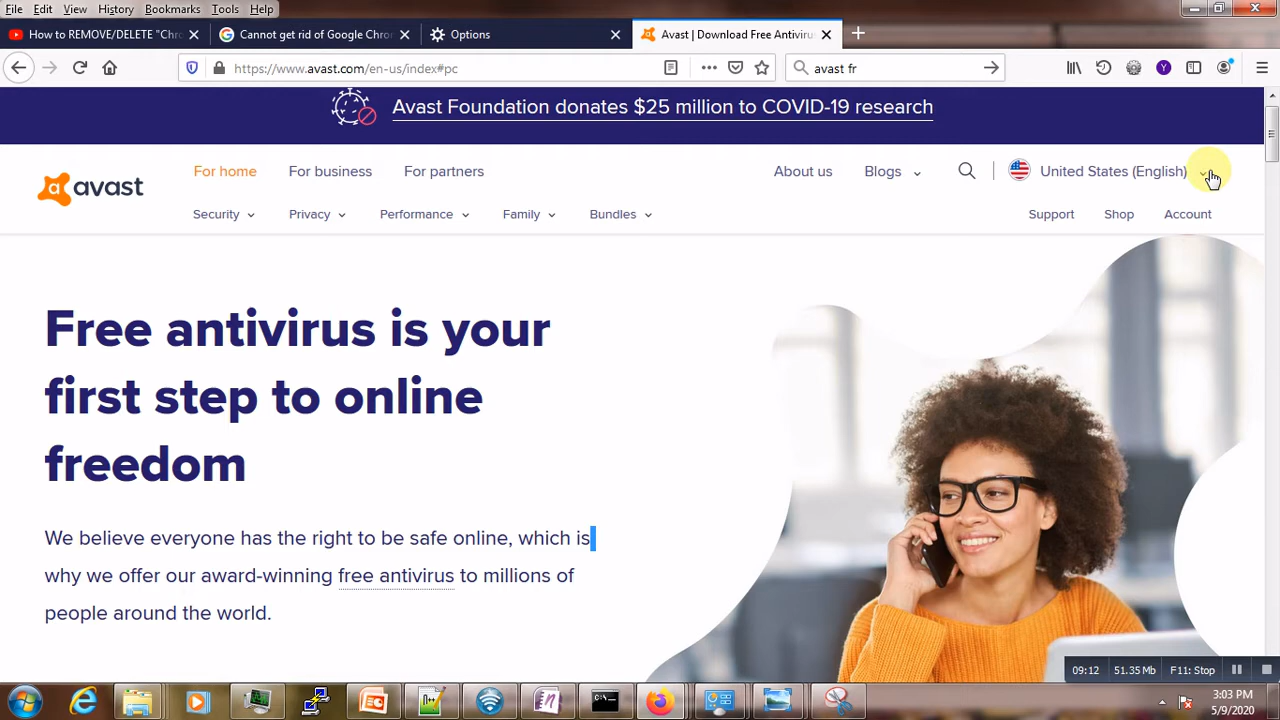 File Edit View History Bookmarks Tools Help
How to REMOVE/DELETE "Chro
Cannot get rid of Google Chron
Options
Avast | Download Free Antivirus
https://www.avast.com/en-us/index#pc
avast fr
Avast Foundation donates $25 million to COVID-19 research
avast
For home For business For partners
About us Blogs United States (English)
Security Privacy Performance Family Bundles
Support Shop Account
Free antivirus is your
first step to online
freedom
We believe everyone has the right to be safe online, which is
why we offer our award-winning free antivirus to millions of
people around the world.
09:12 51.35 Mb F11: Stop
3:03 PM
5/9/2020